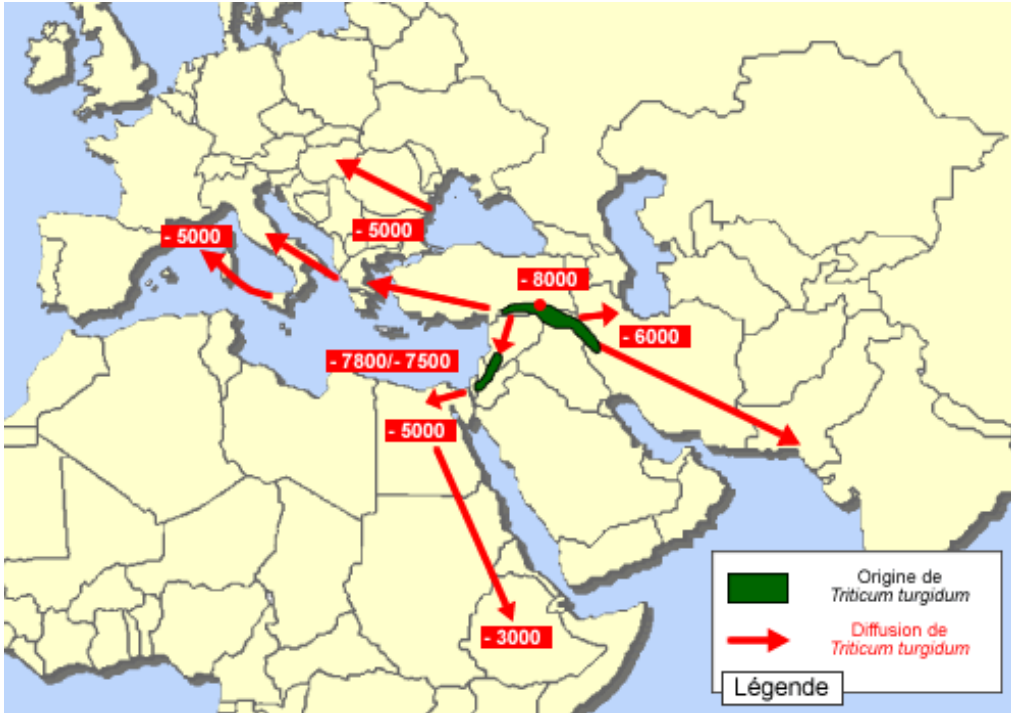 - 5000
- 5000
- 8000
- 6000
- 7800/- 7500
- 5000
- 3000
Origine de
Triticum turgidum
Diffusion de
Triticum turgidum
Légende